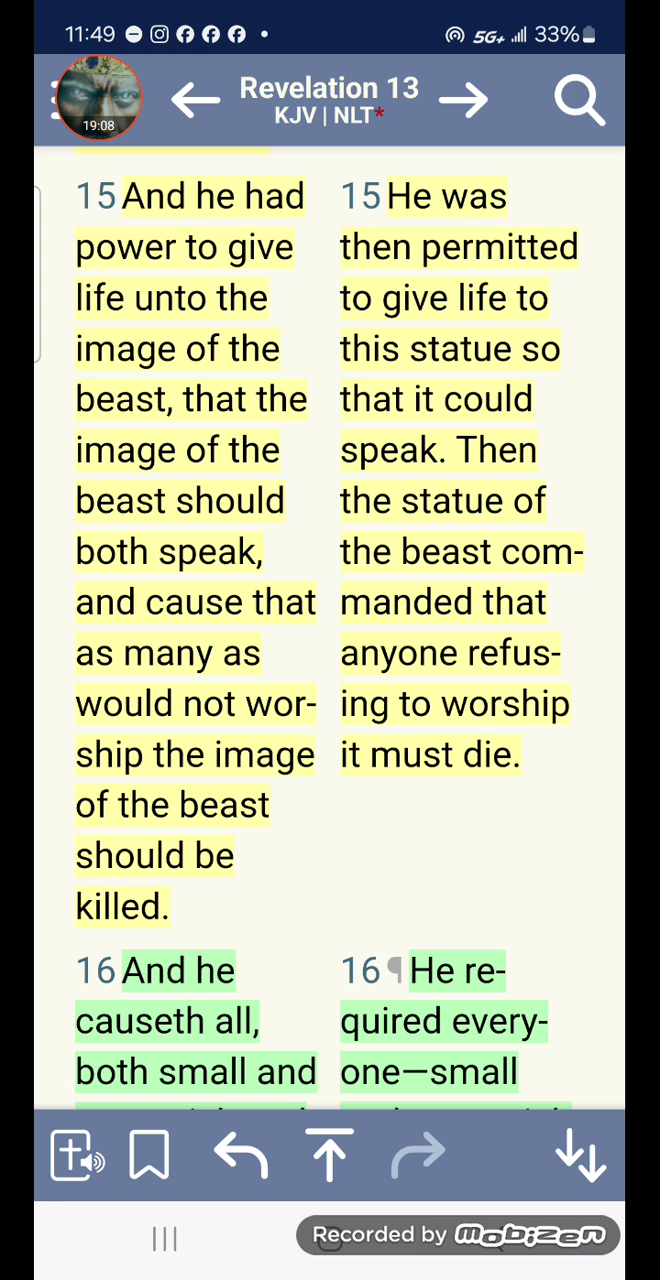 11:49
5G+ 33%
Revelation 13
KJV | NLT*
19:08
15 And he had
power to give
life unto the
image of the
beast, that the
image of the
beast should
both speak,
and cause that
as many as
would not wor-
ship the image
of the beast
should be
killed.
15 He was
then permitted
to give life to
this statue so
that it could
speak. Then
the statue of
the beast com-
manded that
anyone refus-
ing to worship
it must die.
16 And he
causeth all,
both small and
16 ¶ He re-
quired every-
one—small
Recorded by mobizen